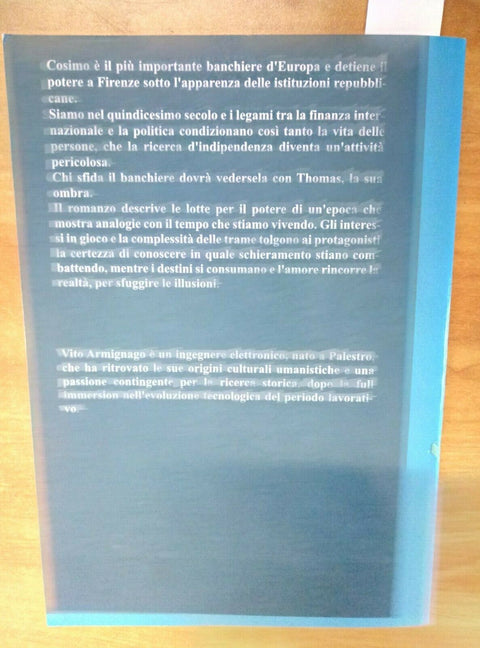 Cosimo è il più importante banchiere d'Europa e detiene il
potere a Firenze sotto l'apparenza delle istituzioni repubbli-
cane.
Siamo nel quindicesimo secolo e i legami tra la finanza inter-
nazionale e la politica condizionano così tanto la vita delle
persone, che la ricerca d'indipendenza diventa un'attività
pericolosa.
Chi sfida il banchiere dovrà vedersela con Thomas, la sua
ombra.
Il romanzo descrive le lotte per il potere di un'epoca che
mostra analogie con il tempo che stiamo vivendo. Gli interes-
si in gioco e la complessità delle trame tolgono ai protagonisti
la certezza di conoscere in quale schieramento stiano com-
battendo, mentre i destini si consumano e l'amore rincorre la
realtà, per sfuggire le illusioni.
Vito Armignago è un ingegnere elettronico, nato a Palestro,
che ha ritrovato le sue origini culturali umanistiche e una
passione contingente per la ricerca storica, dopo la full
immersion nell'evoluzione tecnologica del periodo lavorati-
vo.